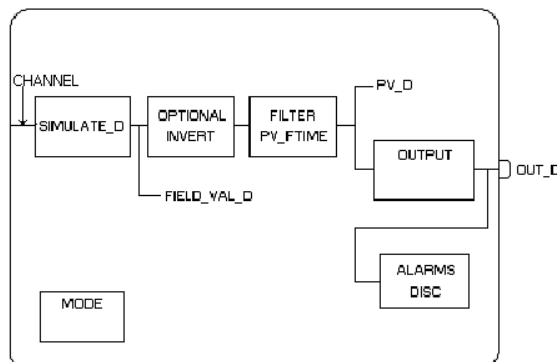 CHANNEL
SIMULATE_D
OPTIONAL
INVERT
FILTER
PV_FTIME
PV_D
OUTPUT
OUT_D
FIELD_VAL_D
ALARMS
DISC
MODE